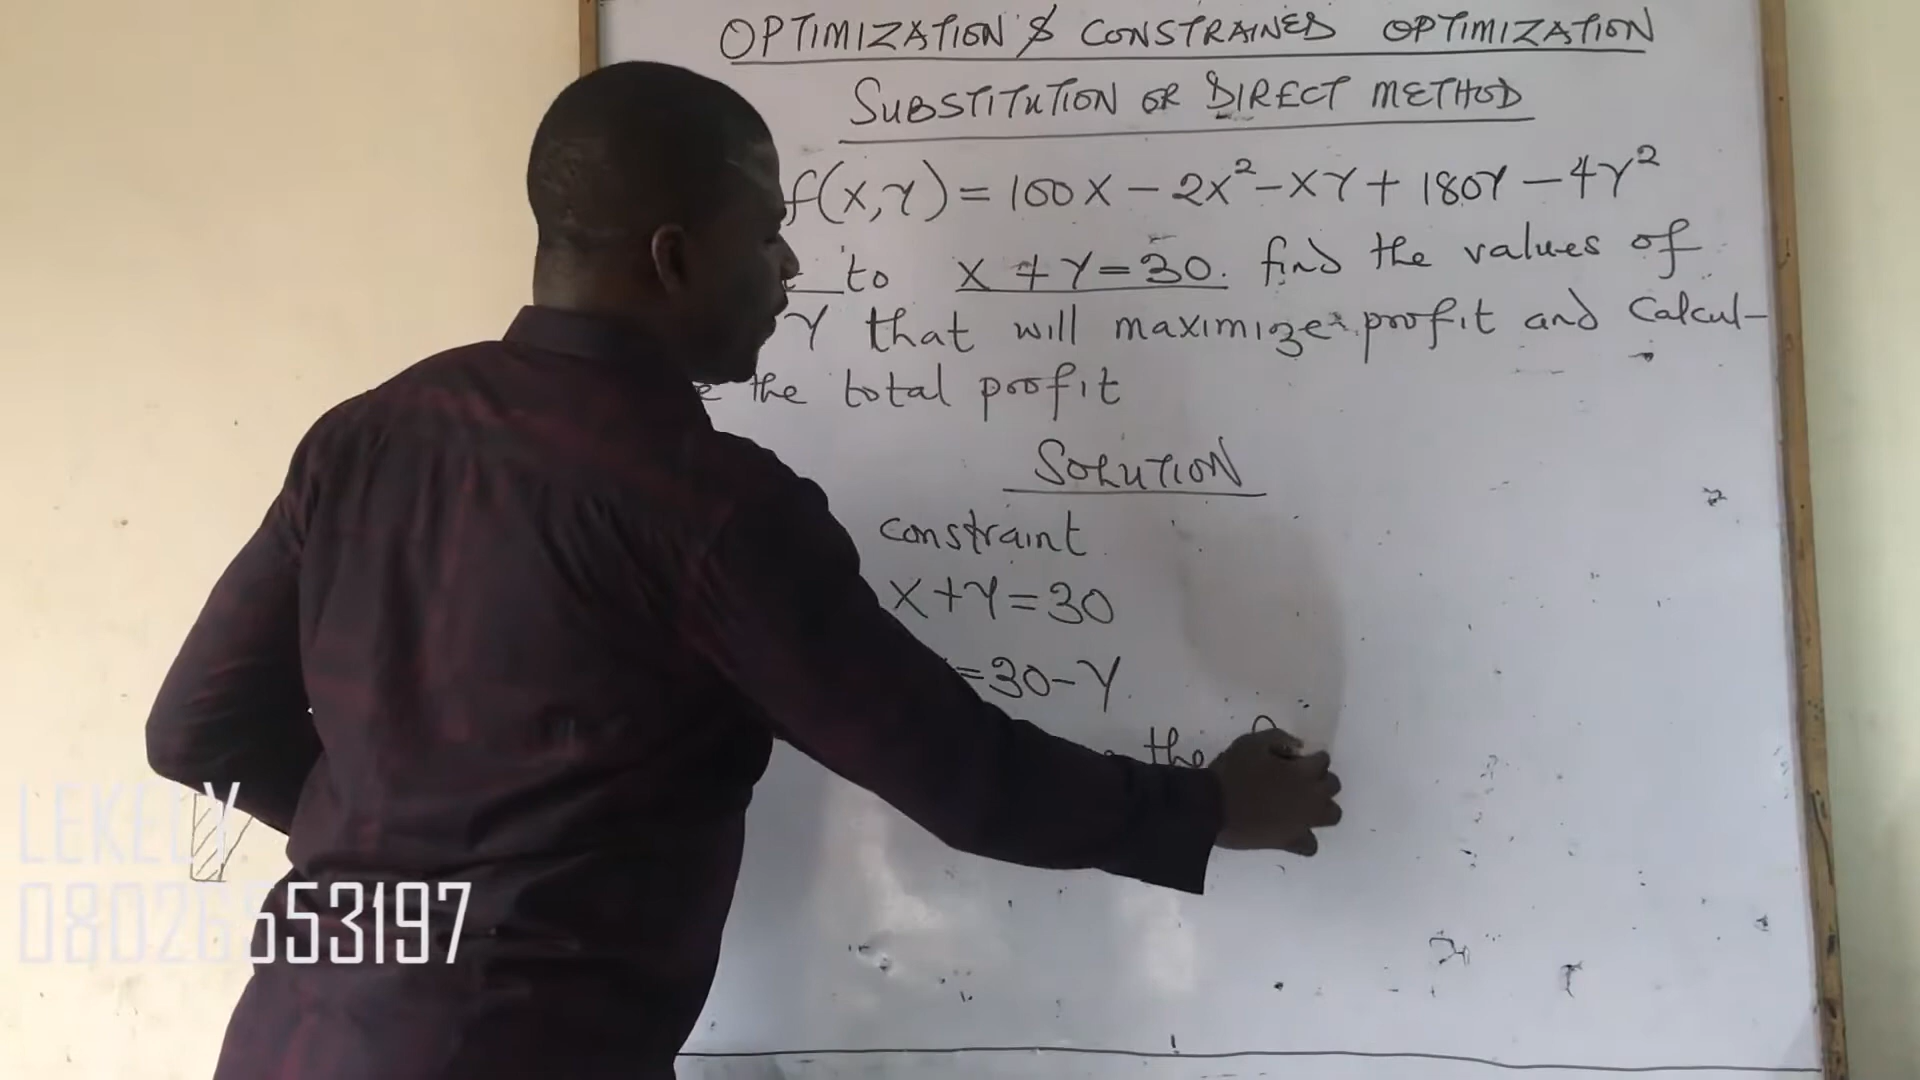 OPTIMIZATION & CONSTRAINED OPTIMIZATION
SUBSTITUTION OR DIRECT METHOD
f(X,Y) = 100X - 2X² - XY + 180Y - 4Y²
to X + Y = 30. find the values of
Y that will maximize profit and Calcul-
the total profit
SOLUTION
constraint
X+Y=30
=30-Y
the
LEKELY
08026553197